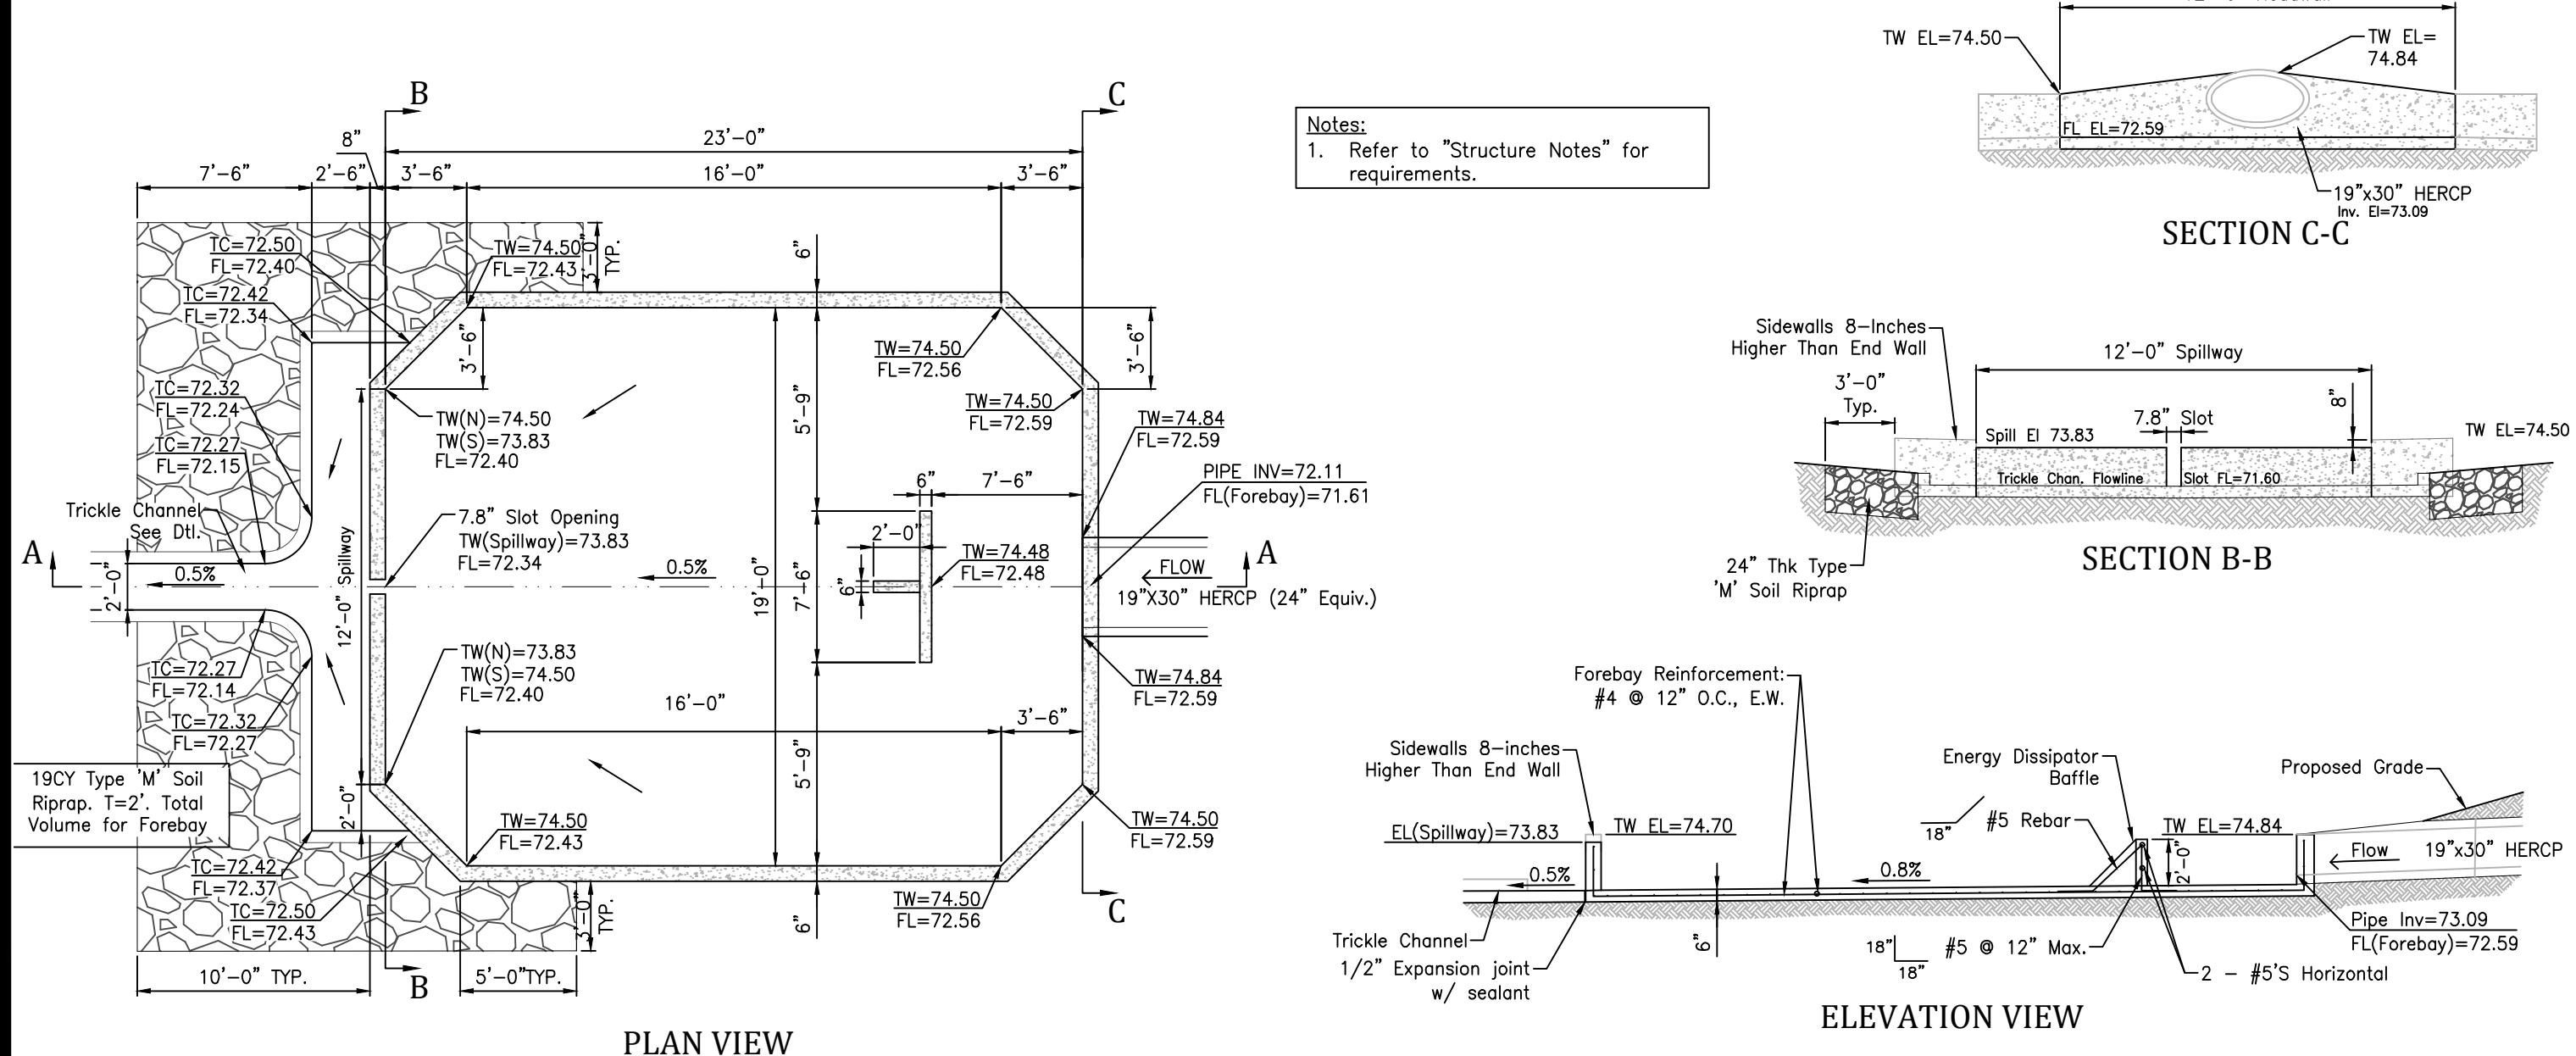 B
C
8"
23'-0"
7'-6"
2'-6"
3'-6"
16'-0"
3'-6"
6"
3'-0"
TYP.
TC=72.50
FL=72.40
TW=74.50
FL=72.43
TC=72.42
FL=72.34
3'-6"
3'-6"
TW=74.50
FL=72.56
TC=72.32
FL=72.24
TW(N)=74.50
TW(S)=73.83
FL=72.40
5'-9"
TW=74.50
FL=72.59
TW=74.84
FL=72.59
TC=72.27
FL=72.15
6"
7'-6"
PIPE INV=72.11
FL(Forebay)=71.61
Trickle Channel
See Dtl.
7.8" Slot Opening
TW(Spillway)=73.83
FL=72.34
2'-0"
TW=74.48
FL=72.48
A
A
2'-0"
0.5%
12'-0" Spillway
0.5%
19'-0"
7'-6"
6"
FLOW
19"X30" HERCP (24" Equiv.)
TC=72.27
FL=72.14
TW(N)=73.83
TW(S)=74.50
FL=72.40
TW=74.84
FL=72.59
16'-0"
3'-6"
TC=72.32
FL=72.27
5'-9"
19CY Type 'M' Soil
Riprap. T=2'. Total
Volume for Forebay
2'-0"
TW=74.50
FL=72.43
TW=74.50
FL=72.59
TC=72.42
FL=72.37
TC=72.50
FL=72.43
3'-0"
TYP.
6"
TW=74.50
FL=72.56
10'-0" TYP.
B
5'-0"TYP.
C
PLAN VIEW
Notes:
1. Refer to "Structure Notes" for
requirements.
TW EL=74.50
TW EL=
74.84
FL EL=72.59
19"x30" HERCP
Inv. El=73.09
SECTION C-C
Sidewalls 8-Inches
Higher Than End Wall
12'-0" Spillway
3'-0"
Typ.
7.8" Slot
8"
Spill El 73.83
TW EL=74.50
Trickle Chan. Flowline
Slot FL=71.60
24" Thk Type
'M' Soil Riprap
SECTION B-B
Forebay Reinforcement:
#4 @ 12" O.C., E.W.
Sidewalls 8-inches
Higher Than End Wall
Energy Dissipator
Baffle
Proposed Grade
EL(Spillway)=73.83
TW EL=74.70
18"
#5 Rebar
TW EL=74.84
Flow
19"x30" HERCP
0.5%
0.8%
2'-0"
Trickle Channel
1/2" Expansion joint
w/ sealant
6"
18"
18"
#5 @ 12" Max.
Pipe Inv=73.09
FL(Forebay)=72.59
2 - #5'S Horizontal
ELEVATION VIEW